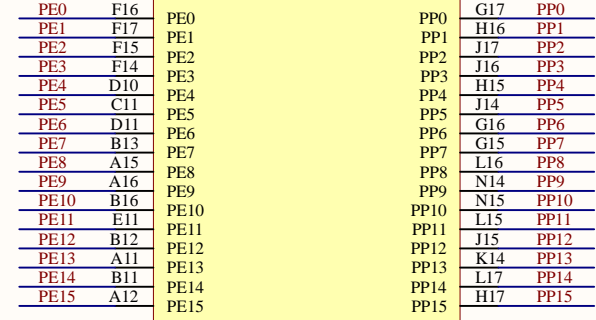 PE0 F16 PE0 PP0 G17 PP0
PE1 F17 PE1 PP1 H16 PP1
PE2 F15 PE2 PP2 J17 PP2
PE3 F14 PE3 PP3 J16 PP3
PE4 D10 PE4 PP4 H15 PP4
PE5 C11 PE5 PP5 J14 PP5
PE6 D11 PE6 PP6 G16 PP6
PE7 B13 PE7 PP7 G15 PP7
PE8 A15 PE8 PP8 L16 PP8
PE9 A16 PE9 PP9 N14 PP9
PE10 B16 PE10 PP10 N15 PP10
PE11 E11 PE11 PP11 L15 PP11
PE12 B12 PE12 PP12 J15 PP12
PE13 A11 PE13 PP13 K14 PP13
PE14 B11 PE14 PP14 L17 PP14
PE15 A12 PE15 PP15 H17 PP15